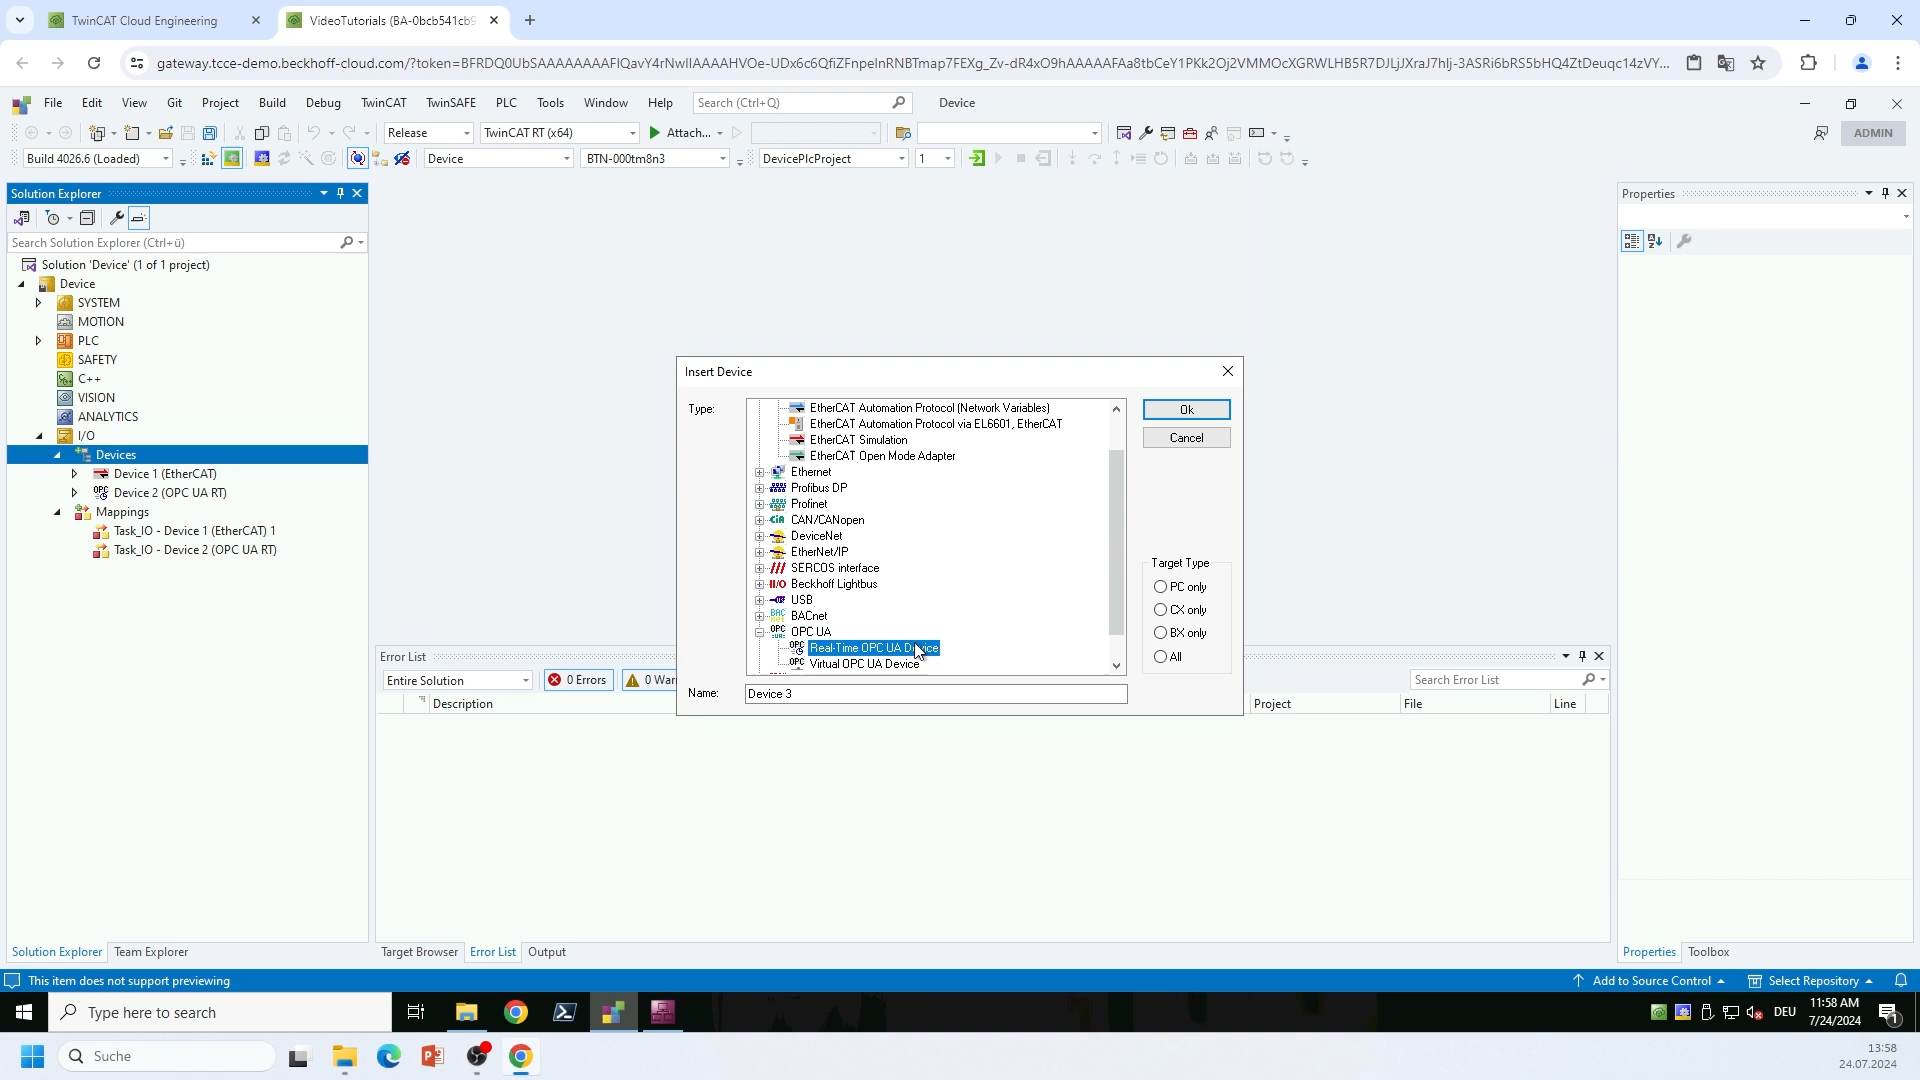 TwinCAT Cloud Engineering
VideoTutorials (BA-0bcb541cb9
gateway.tcce-demo.beckhoff-cloud.com/?token=BFRDQ0UbSAAAAAAAFlQavY4rNwIlAAAAHVOe-UDx6c6QfiZFnpeInRNBTmap7FEXg_Zv-dR4xO9hAAAAAFAa8tbCeY1PKk2Oj2VMMOcXGRWLHB5R7DJLjJXraJ7hlj-3ASRi6bRS5bHQ4ZtDeuqc14zVY...
File Edit View Git Project Build Debug TwinCAT TwinSAFE PLC Tools Window Help Search (Ctrl+Q) Device
Release TwinCAT RT (x64) Attach... ADMIN
Build 4026.6 (Loaded) Device BTN-000tm8n3 DevicePlcProject 1
Solution Explorer
Search Solution Explorer (Ctrl+ü)
Solution 'Device' (1 of 1 project)
Device
SYSTEM
MOTION
PLC
SAFETY
C++
VISION
ANALYTICS
I/O
Devices
Device 1 (EtherCAT)
Device 2 (OPC UA RT)
Mappings
Task_IO - Device 1 (EtherCAT) 1
Task_IO - Device 2 (OPC UA RT)
Solution Explorer Team Explorer
Insert Device
Type:
EtherCAT Automation Protocol (Network Variables)
EtherCAT Automation Protocol via EL6601, EtherCAT
EtherCAT Simulation
EtherCAT Open Mode Adapter
Ethernet
Profibus DP
Profinet
CAN/CANopen
DeviceNet
EtherNet/IP
SERCOS interface
Beckhoff Lightbus
USB
BACnet
OPC UA
Real-Time OPC UA Device
Virtual OPC UA Device
Name: Device 3
Ok
Cancel
Target Type
PC only
CX only
BX only
All
Error List
Entire Solution 0 Errors 0 War Search Error List
Description Project File Line
Target Browser Error List Output
Properties
Properties Toolbox
This item does not support previewing Add to Source Control Select Repository
Type here to search DEU 11:58 AM
7/24/2024
1
Suche 13:58
24.07.2024